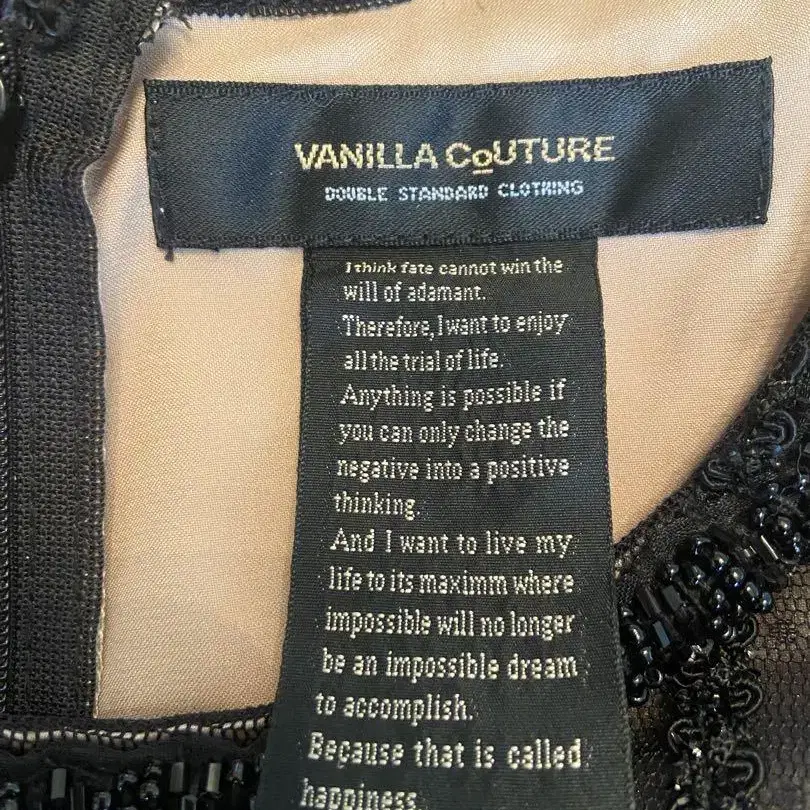 VANILLA CoUTURE
DOUBLE STANDARD CLOTHING
I think fate cannot win the
will of adamant.
Therefore, I want to enjoy
all the trial of life.
Anything is possible if
you can only change the
negative into a positive
thinking.
And I want to live my
life to its maximm where
impossible will no longer
be an impossible dream
to accomplish.
Because that is called
happiness.